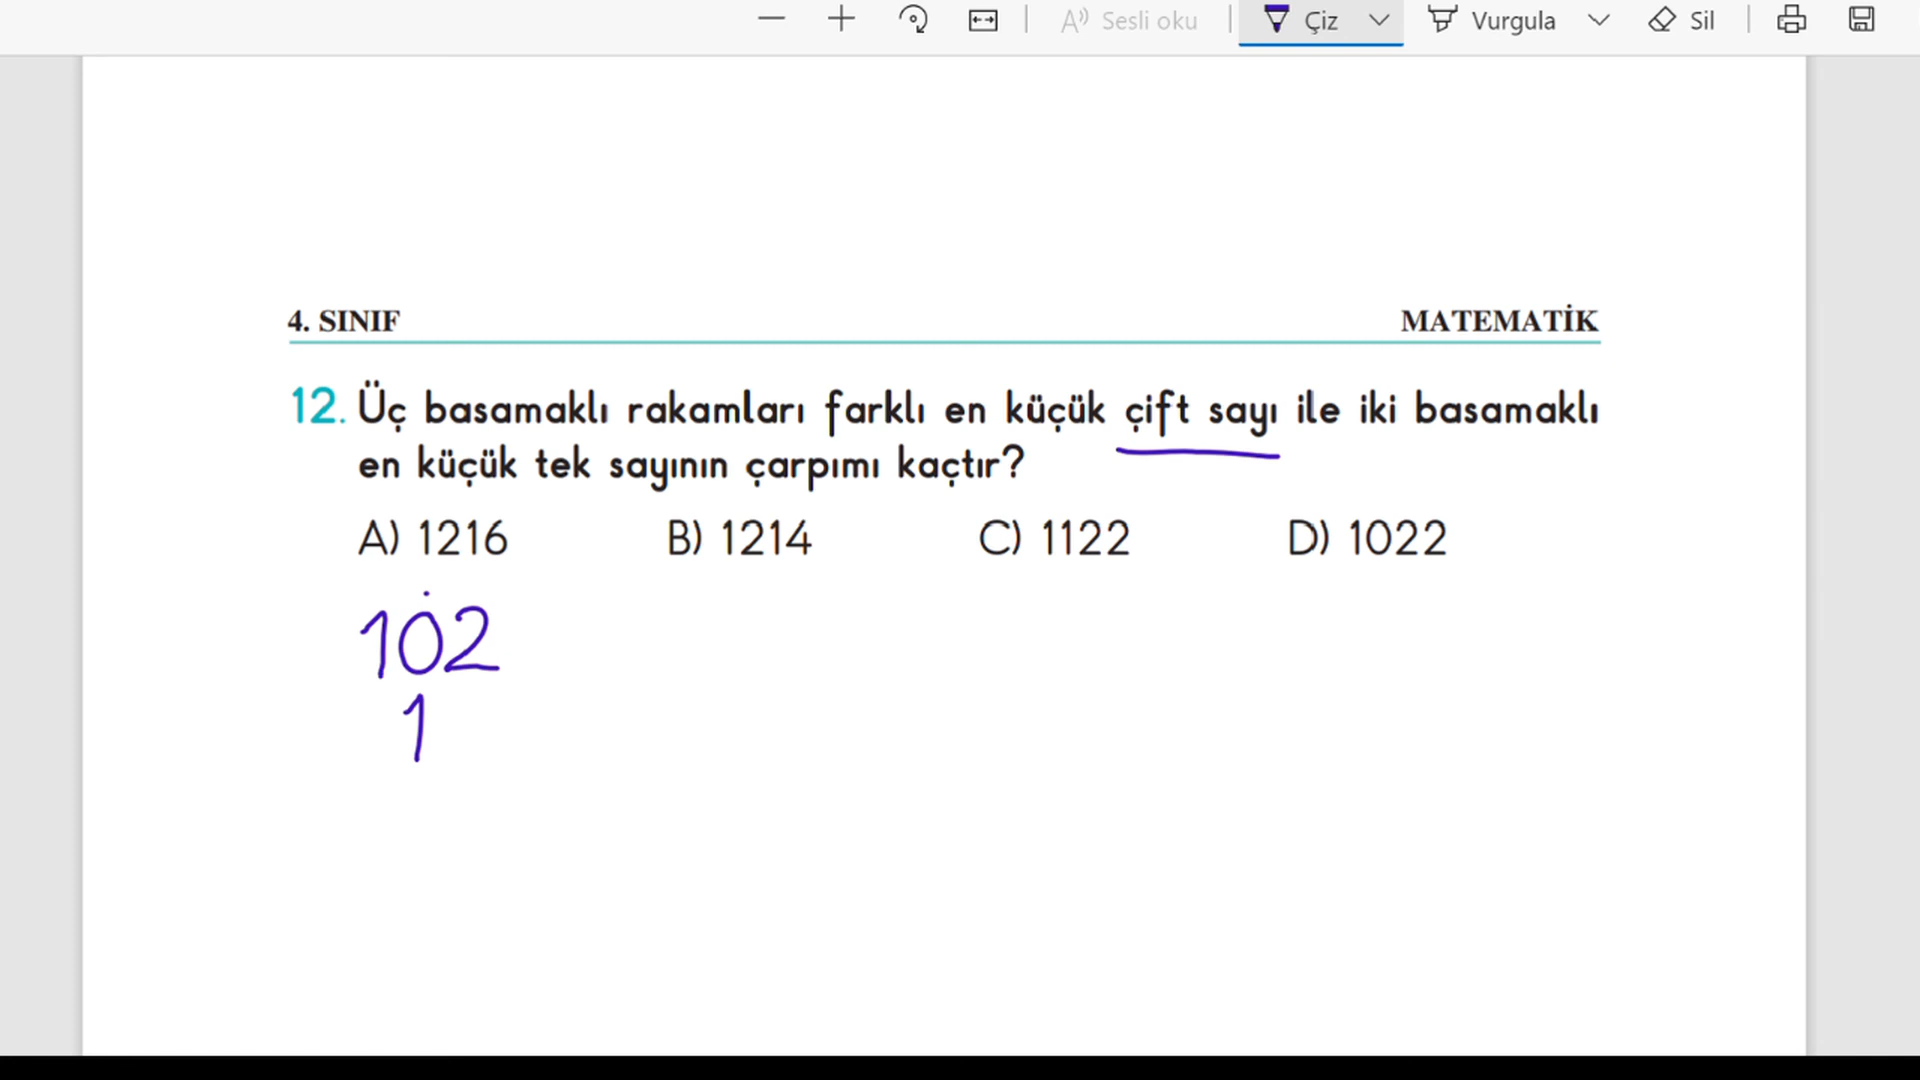 Sesli oku Çiz Vurgula Sil
4. SINIF MATEMATİK
12. Üç basamaklı rakamları farklı en küçük çift sayı ile iki basamaklı
en küçük tek sayının çarpımı kaçtır?
A) 1216 B) 1214 C) 1122 D) 1022
102
1